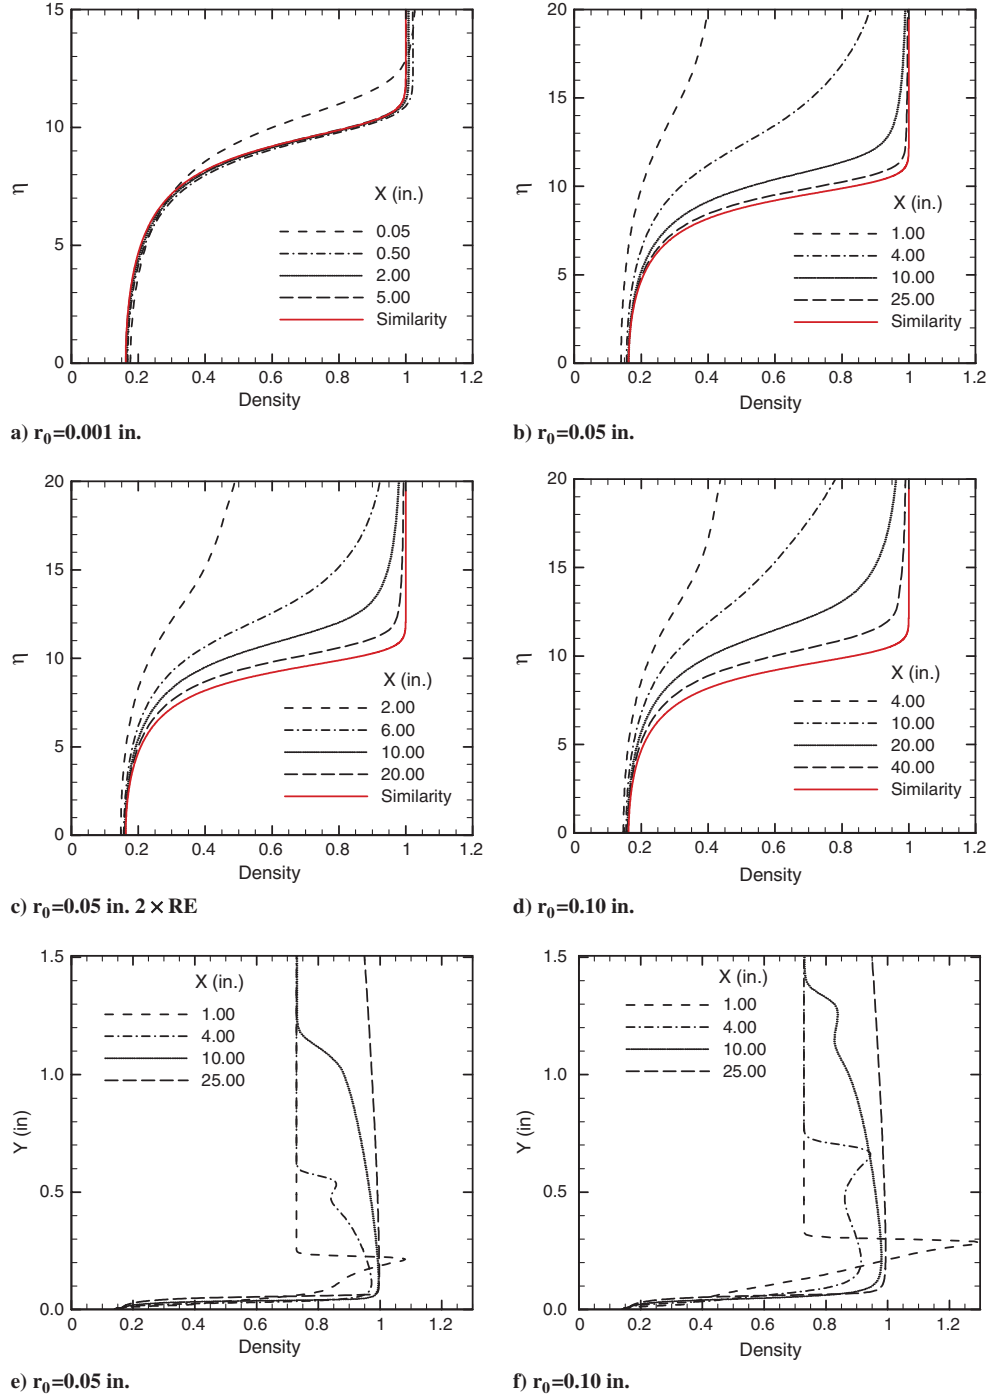 15
10
5
0
η
X (in.)
0.05
0.50
2.00
5.00
Similarity
0 0.2 0.4 0.6 0.8 1 1.2
Density
a) r0=0.001 in.
20
15
10
5
0
η
X (in.)
1.00
4.00
10.00
25.00
Similarity
0 0.2 0.4 0.6 0.8 1 1.2
Density
b) r0=0.05 in.
20
15
10
5
0
η
X (in.)
2.00
6.00
10.00
20.00
Similarity
0 0.2 0.4 0.6 0.8 1 1.2
Density
c) r0=0.05 in. 2 × RE
20
15
10
5
0
η
X (in.)
4.00
10.00
20.00
40.00
Similarity
0 0.2 0.4 0.6 0.8 1 1.2
Density
d) r0=0.10 in.
1.5
1.0
0.5
0.0
Y (in)
X (in.)
1.00
4.00
10.00
25.00
0 0.2 0.4 0.6 0.8 1 1.2
Density
e) r0=0.05 in.
1.5
1.0
0.5
0.0
Y (in)
X (in.)
1.00
4.00
10.00
25.00
0 0.2 0.4 0.6 0.8 1 1.2
Density
f) r0=0.10 in.